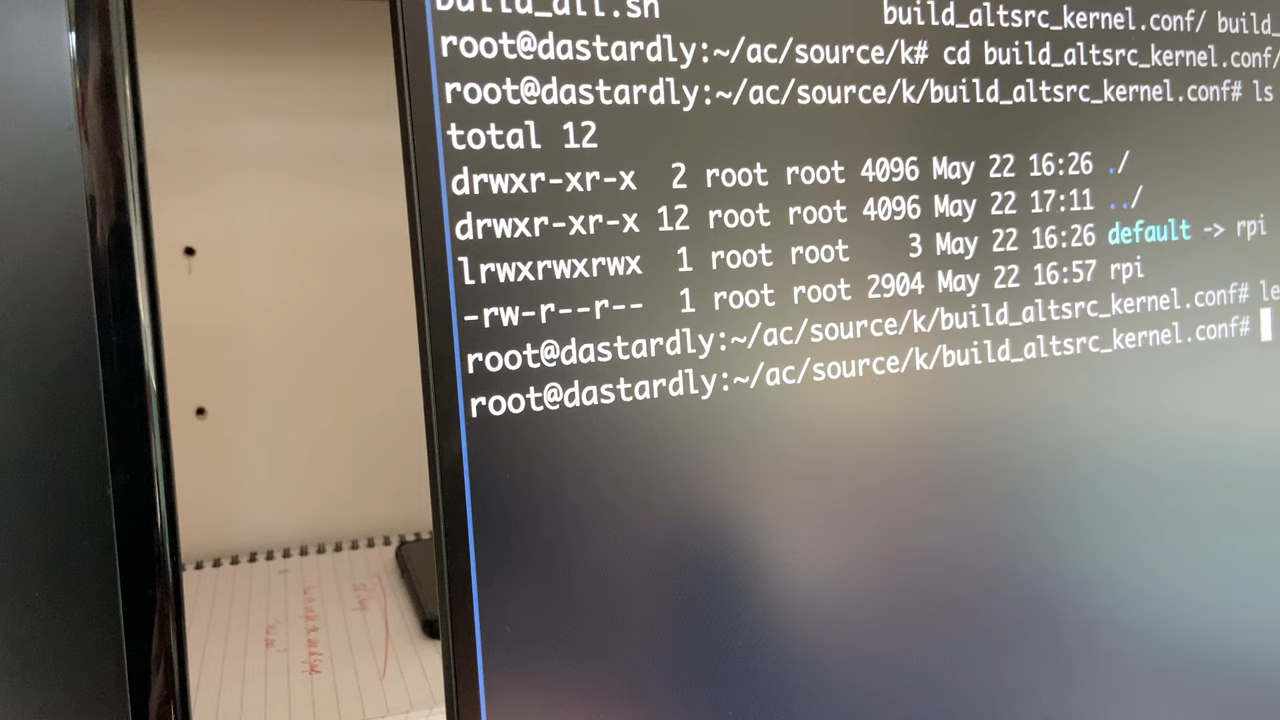 build_all.sh build_altsrc_kernel.conf/ build_
root@dastardly:~/ac/source/k# cd build_altsrc_kernel.conf/
root@dastardly:~/ac/source/k/build_altsrc_kernel.conf# ls
total 12
drwxr-xr-x 2 root root 4096 May 22 16:26 ./
drwxr-xr-x 12 root root 4096 May 22 17:11 ../
lrwxrwxrwx 1 root root 3 May 22 16:26 default -> rpi
-rw-r--r-- 1 root root 2904 May 22 16:57 rpi
root@dastardly:~/ac/source/k/build_altsrc_kernel.conf# le
root@dastardly:~/ac/source/k/build_altsrc_kernel.conf#